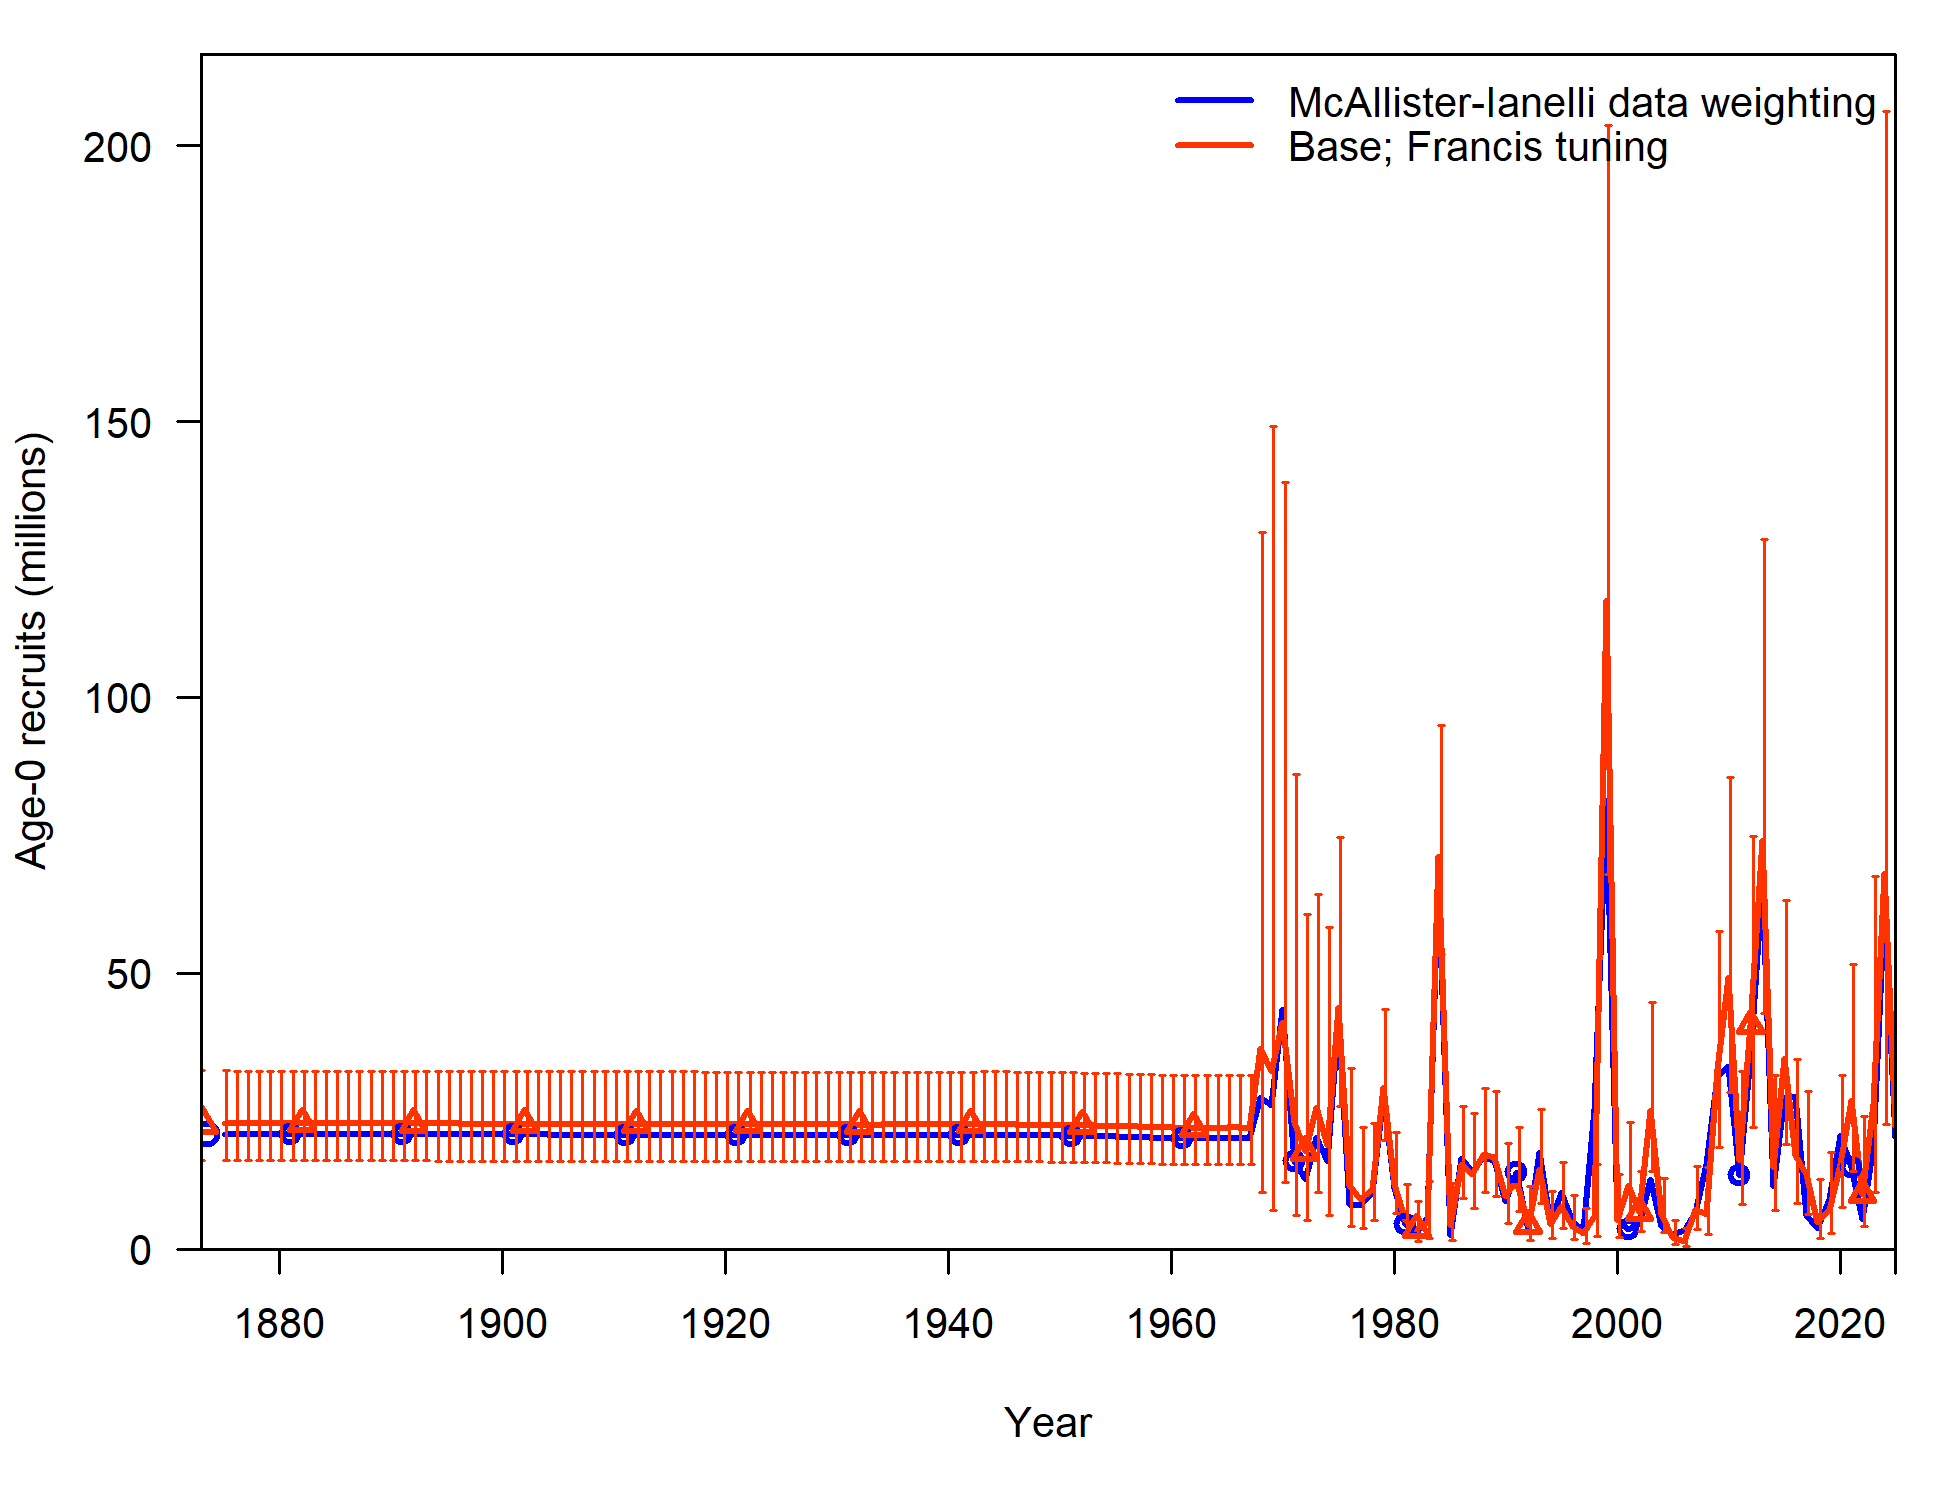 McAllister-Ianelli data weighting
Base; Francis tuning
200
150
100
50
0
Age-0 recruits (millions)
1880 1900 1920 1940 1960 1980 2000 2020
Year